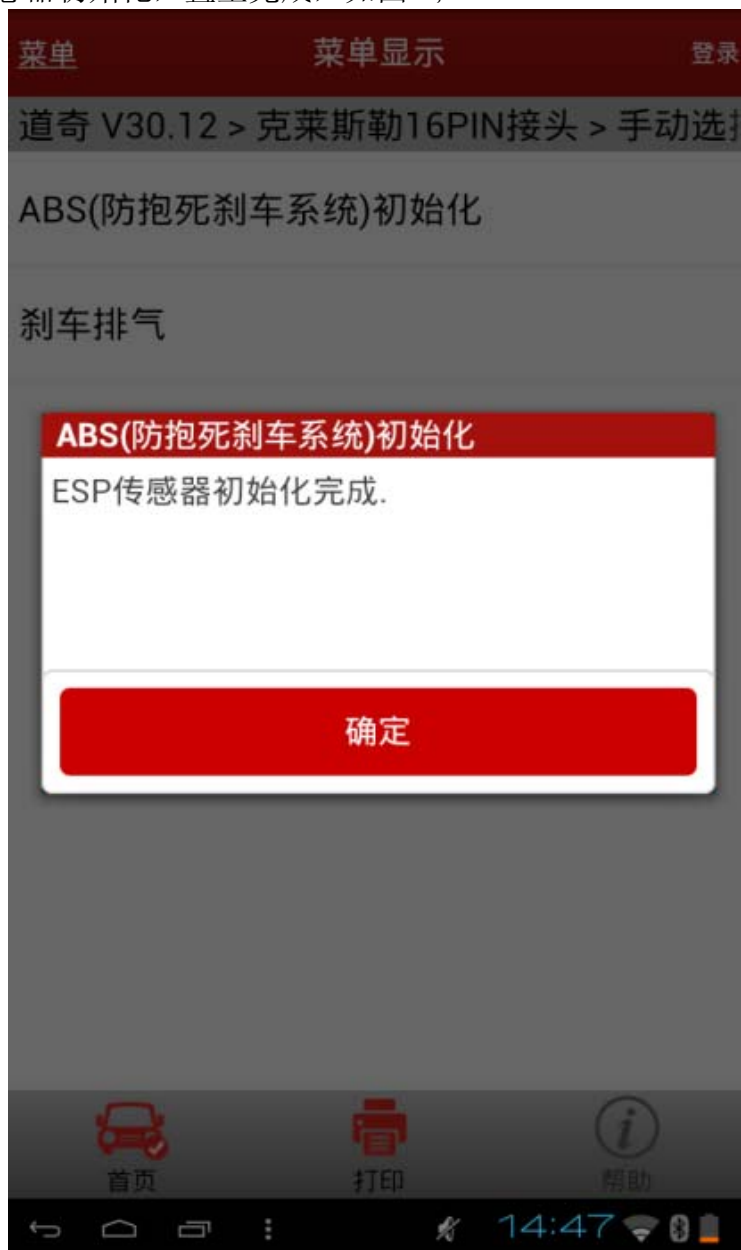 菜单 菜单显示 登录
道奇 V30.12 > 克莱斯勒16PIN接头 > 手动选
ABS(防抱死刹车系统)初始化
刹车排气
ABS(防抱死刹车系统)初始化
ESP传感器初始化完成.
确定
首页 打印 帮助
14:47